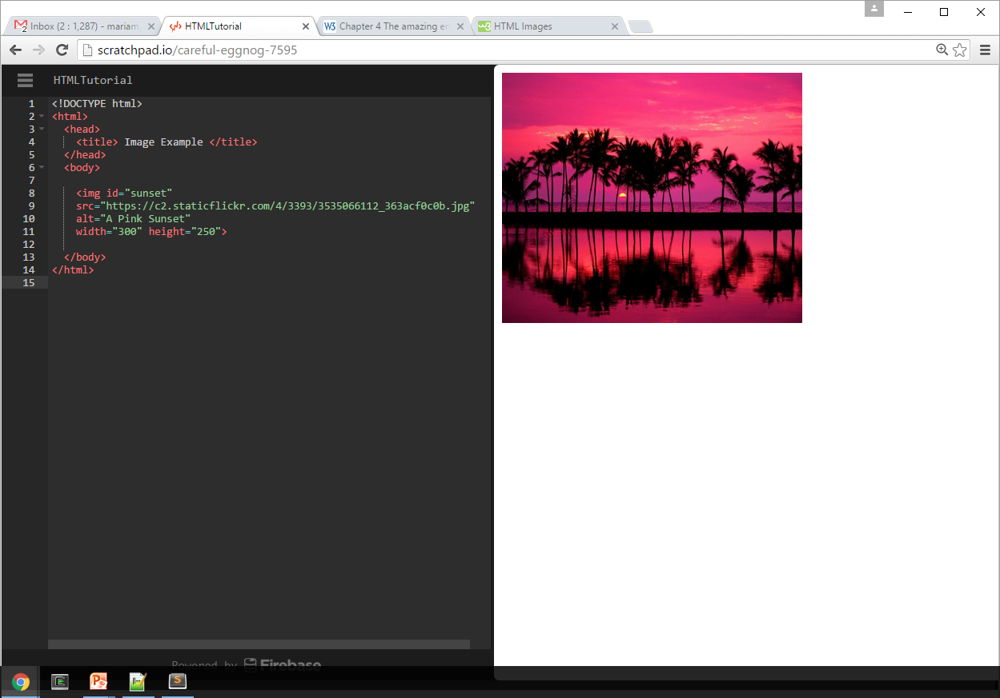 Inbox (2 : 1,287) - mariam
HTMLTutorial
Chapter 4 The amazing em
HTML Images
scratchpad.io/careful-eggnog-7595
HTMLTutorial
1 <!DOCTYPE html>
2 <html>
3 <head>
4 <title> Image Example </title>
5 </head>
6 <body>
7
8 <img id="sunset"
9 src="https://c2.staticflickr.com/4/3393/3535066112_363acf0c0b.jpg"
10 alt="A Pink Sunset"
11 width="300" height="250">
12
13 </body>
14 </html>
15
Powered by Firebase